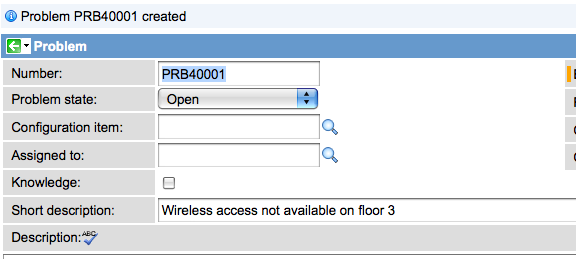 Problem PRB40001 created
Problem
Number: PRB40001
Problem state: Open
Configuration item:
Assigned to:
Knowledge:
Short description: Wireless access not available on floor 3
Description: ABC